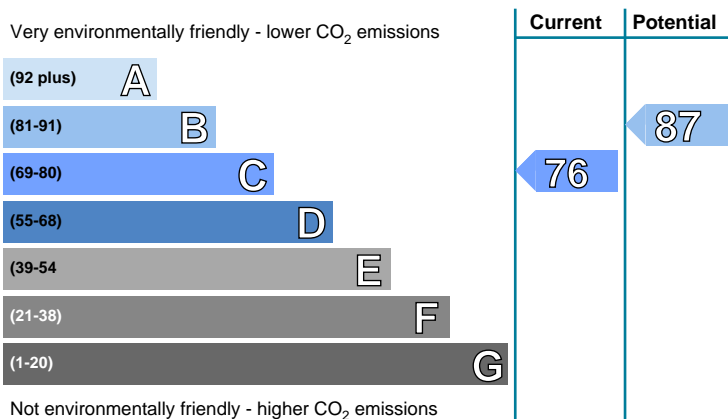 Very environmentally friendly - lower CO2 emissions
Current
Potential
(92 plus) A
(81-91) B
87
(69-80) C
76
(55-68) D
(39-54 E
(21-38) F
(1-20) G
Not environmentally friendly - higher CO2 emissions